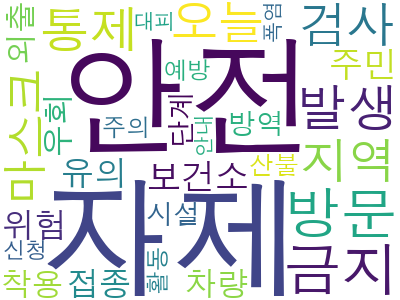 외출
통제
대피
오늘
폭염
검사
마스크
우회
안전
예방
주민
단계
주의
안내
방역
발생
유의
보건소
산불
지역
자제
방문
위험
시설
신청
활동
금지
착용
접종
차량